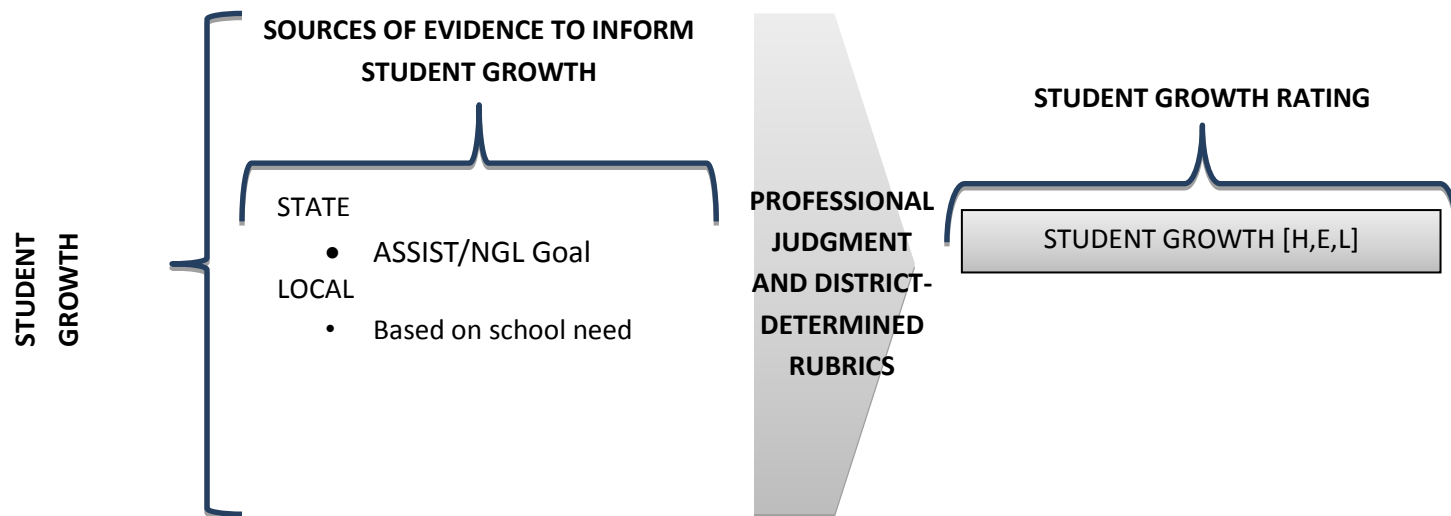 STUDENT
GROWTH
SOURCES OF EVIDENCE TO INFORM
STUDENT GROWTH
STATE
● ASSIST/NGL Goal
LOCAL
• Based on school need
PROFESSIONAL
JUDGMENT
AND DISTRICT-
DETERMINED
RUBRICS
STUDENT GROWTH RATING
STUDENT GROWTH [H,E,L]